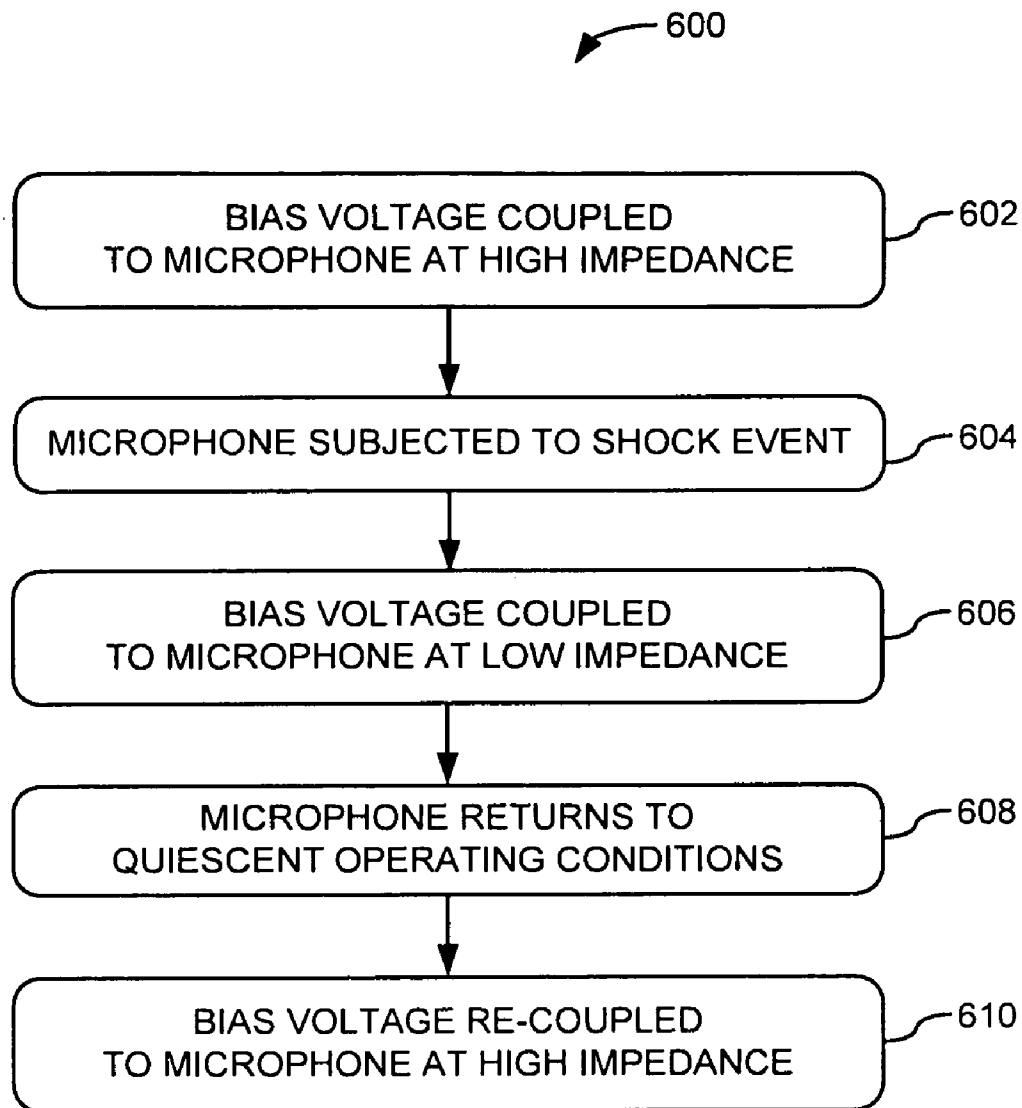 600
BIAS VOLTAGE COUPLED
TO MICROPHONE AT HIGH IMPEDANCE
602
MICROPHONE SUBJECTED TO SHOCK EVENT
604
BIAS VOLTAGE COUPLED
TO MICROPHONE AT LOW IMPEDANCE
606
MICROPHONE RETURNS TO
QUIESCENT OPERATING CONDITIONS
608
BIAS VOLTAGE RE-COUPLED
TO MICROPHONE AT HIGH IMPEDANCE
610